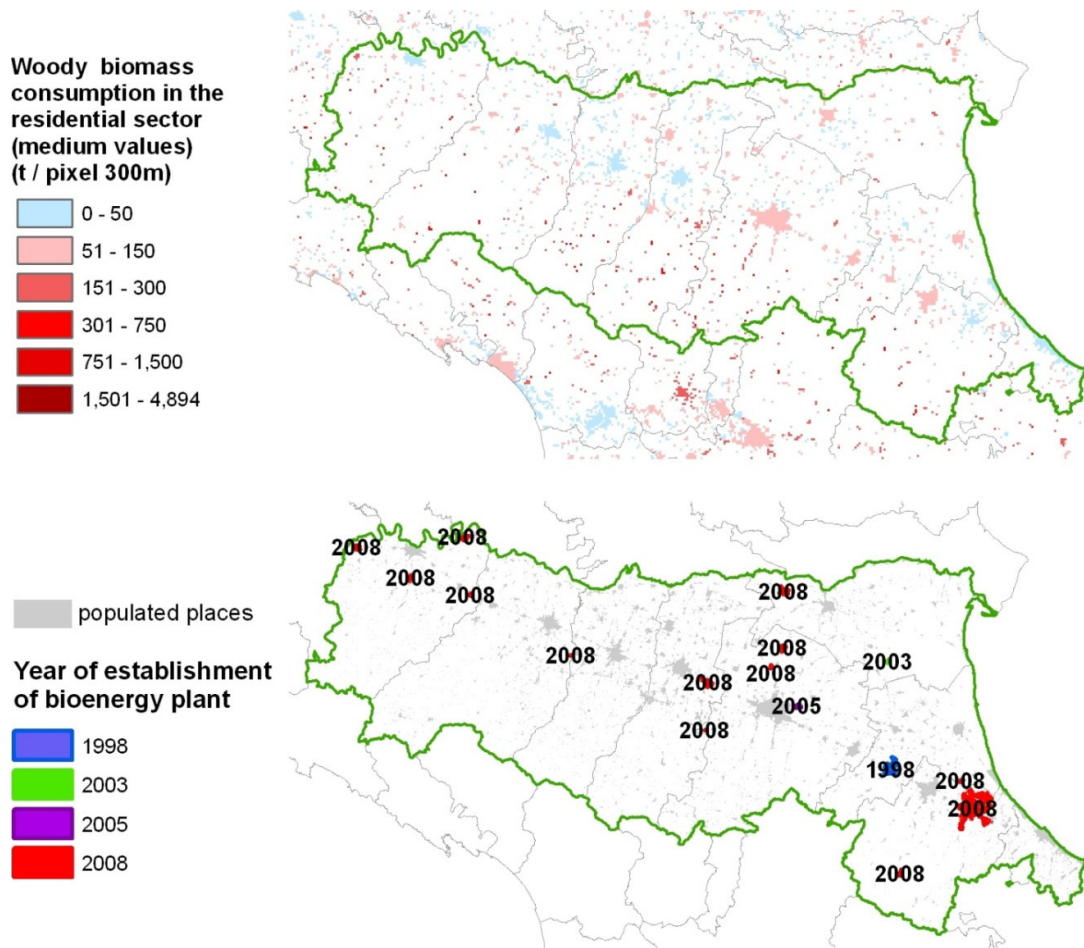 Woody biomass
consumption in the
residential sector
(medium values)
(t / pixel 300m)
0 - 50
51 - 150
151 - 300
301 - 750
751 - 1,500
1,501 - 4,894
2008
2008
2008
2008
2008
2008
2008
2008
2008
2003
2005
2008
1998
2008
2008
2008
populated places
Year of establishment
of bioenergy plant
1998
2003
2005
2008